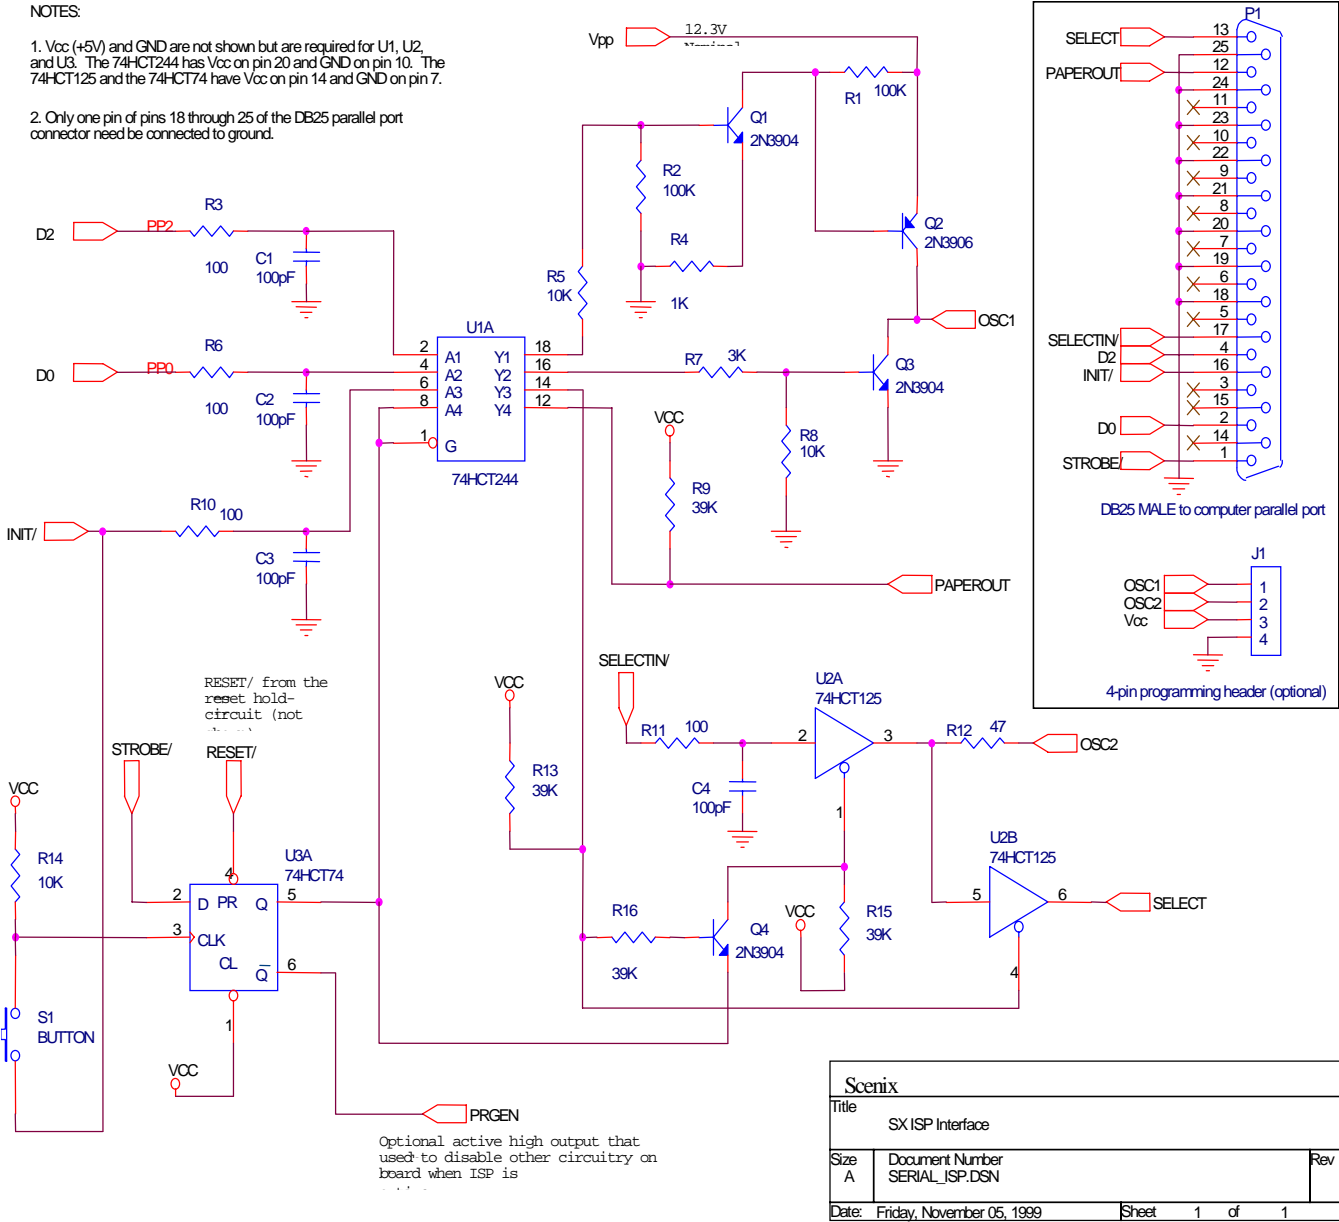 NOTES:
1. Vcc (+5V) and GND are not shown but are required for U1, U2,
and U3. The 74HCT244 has Vcc on pin 20 and GND on pin 10. The
74HCT125 and the 74HCT74 have Vcc on pin 14 and GND on pin 7.
2. Only one pin of pins 18 through 25 of the DB25 parallel port
connector need be connected to ground.
Vpp
12.3V
Nominal
R1
100K
Q1
2N3904
R2
100K
R4
1K
R5
10K
Q2
2N3906
OSC1
D2
PP2
R3
100
C1
100pF
D0
PP0
R6
100
C2
100pF
INIT/
R10
100
C3
100pF
U1A
2
A1
Y1
18
4
A2
Y2
16
6
A3
Y3
14
8
A4
Y4
12
1
G
74HCT244
R7
3K
Q3
2N3904
R8
10K
VCC
R9
39K
PAPEROUT
P1
SELECT
13
25
PAPEROUT
12
24
11
23
10
22
9
21
8
20
7
19
6
18
5
SELECTIN/
17
D2
4
INIT/
16
3
15
D0
2
14
STROBE/
1
DB25 MALE to computer parallel port
J1
OSC1
1
OSC2
2
Vcc
3
4
4-pin programming header (optional)
RESET/ from the
reset hold-
circuit (not
STROBE/
RESET/
VCC
R14
10K
S1
BUTTON
U3A
74HCT74
4
2
D
PR
Q
5
3
CLK
CL
Q
6
1
VCC
PRGEN
Optional active high output that
used to disable other circuitry on
board when ISP is
VCC
R13
39K
SELECTIN/
R11
100
C4
100pF
U2A
74HCT125
2
3
1
R12
47
OSC2
U2B
74HCT125
5
6
4
SELECT
R16
39K
Q4
2N3904
VCC
R15
39K
Scenix
Title
SX ISP Interface
Size
A
Document Number
SERIAL_ISP.DSN
Rev
Date:
Friday, November 05, 1999
Sheet
1
of
1